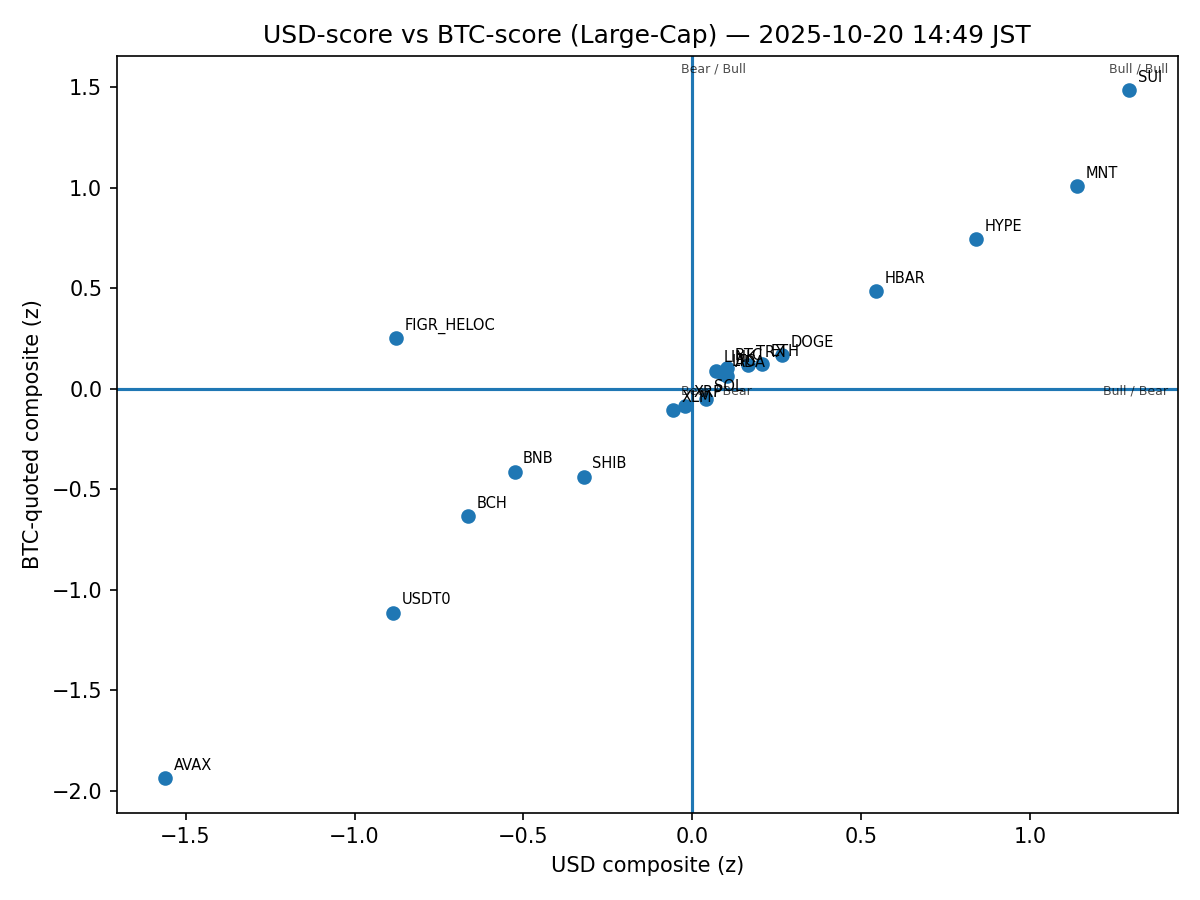 USD-score vs BTC-score (Large-Cap) — 2025-10-20 14:49 JST
Bear / Bull
Bull / Bull
SUI
MNT
HYPE
HBAR
FIGR_HELOC
DOGE
ETH
TRX
BTC
ADA
SOL
XRP
XLM
Bull / Bear
BNB
SHIB
BCH
USDT0
AVAX
1.5
1.0
0.5
0.0
−0.5
−1.0
−1.5
−2.0
BTC-quoted composite (z)
−1.5
−1.0
−0.5
0.0
0.5
1.0
USD composite (z)